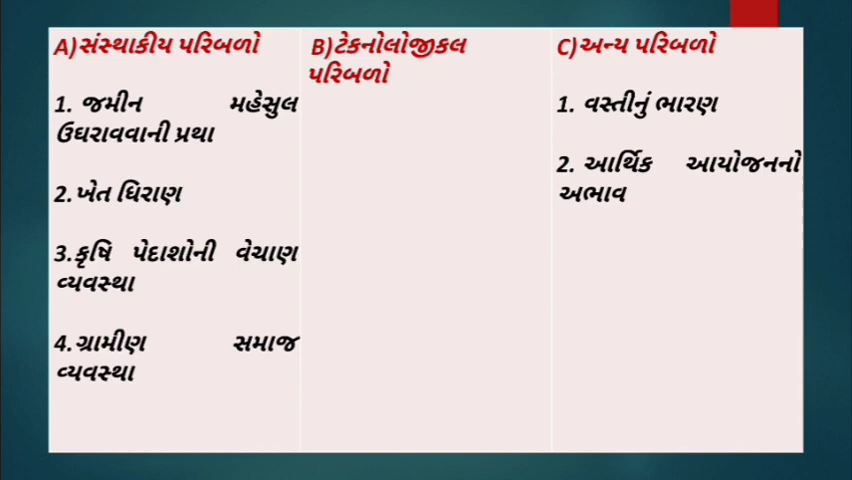 A)સંસ્થાકીય પરિબળો
1. જમીન મહેસુલ
ઉઘરાવવાની પ્રથા
2.ખેત ધિરાણ
3.કૃષિ પેદાશોની વેચાણ
વ્યવસ્થા
4.ગ્રામીણ સમાજ
વ્યવસ્થા
B)ટેકનોલોજીકલ
પરિબળો
C)અન્ય પરિબળો
1. વસ્તીનું ભારણ
2. આર્થિક આયોજનનો
અભાવ